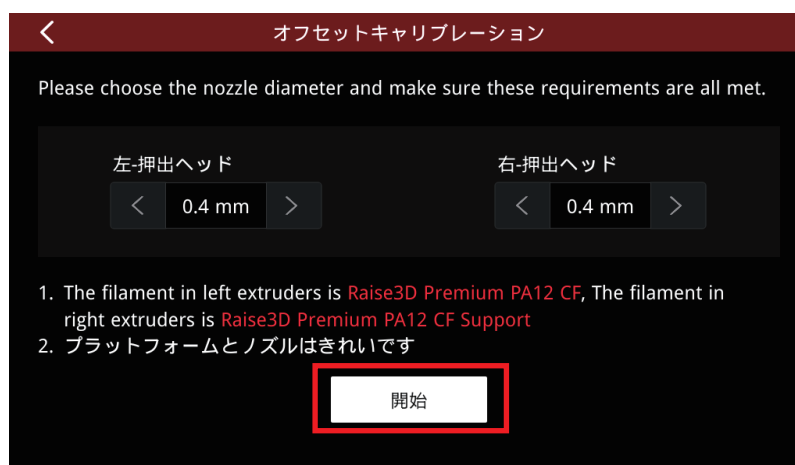 オフセットキャリブレーション
Please choose the nozzle diameter and make sure these requirements are all met.
左-押出ヘッド
右-押出ヘッド
0.4 mm
0.4 mm
1. The filament in left extruders is Raise3D Premium PA12 CF, The filament in
right extruders is Raise3D Premium PA12 CF Support
2. プラットフォームとノズルはきれいです
開始